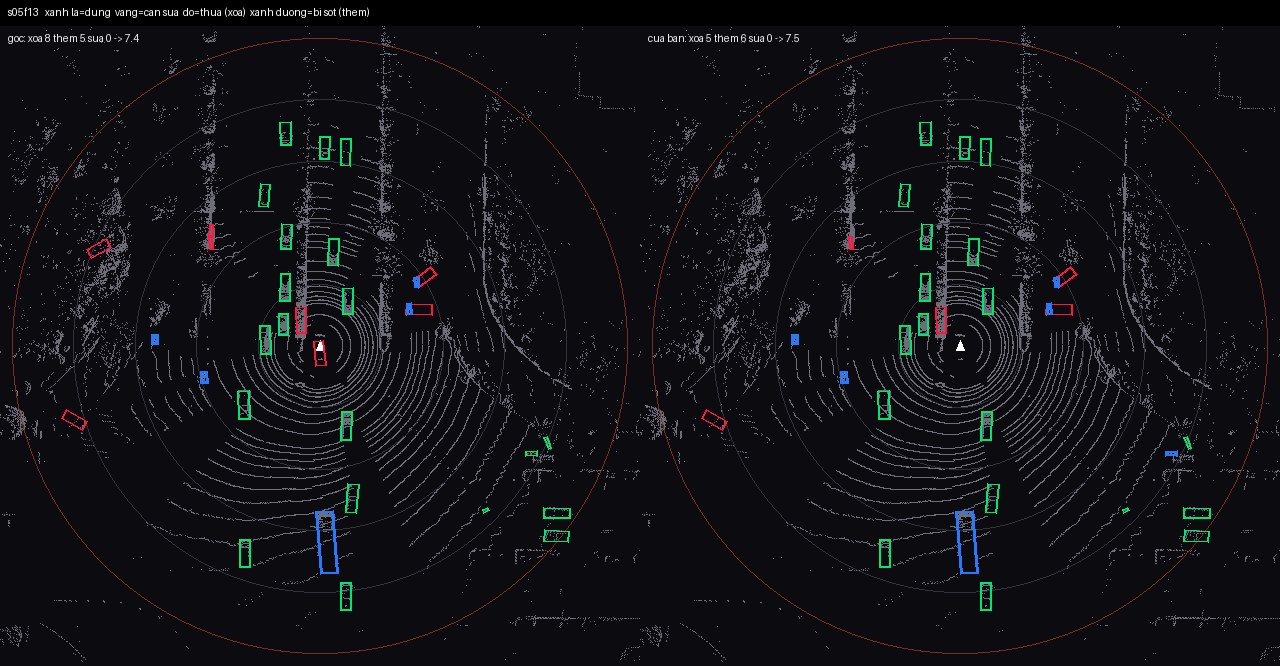 s05f13 xanh la=dung vang=can sua do=thua (xoa) xanh duong=bi sot (them)
goc: xoa 8 them 5 sua 0 -> 7.4
cua ban: xoa 5 them 6 sua 0 -> 7.5